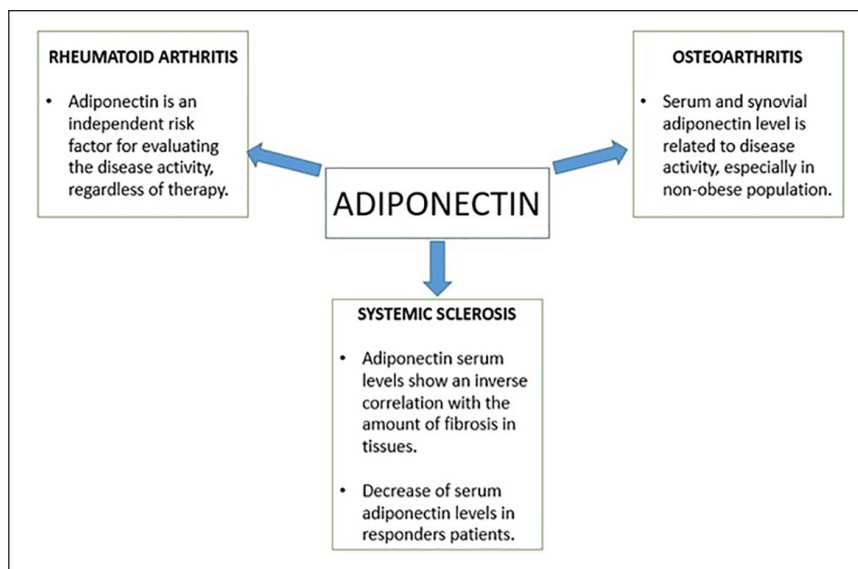 RHEUMATOID ARTHRITIS
• Adiponectin is an
independent risk
factor for evaluating
the disease activity,
regardless of therapy.
OSTEOARTHRITIS
• Serum and synovial
adiponectin level is
related to disease
activity, especially in
non-obese population.
ADIPONECTIN
SYSTEMIC SCLEROSIS
• Adiponectin serum
levels show an inverse
correlation with the
amount of fibrosis in
tissues.
• Decrease of serum
adiponectin levels in
responders patients.